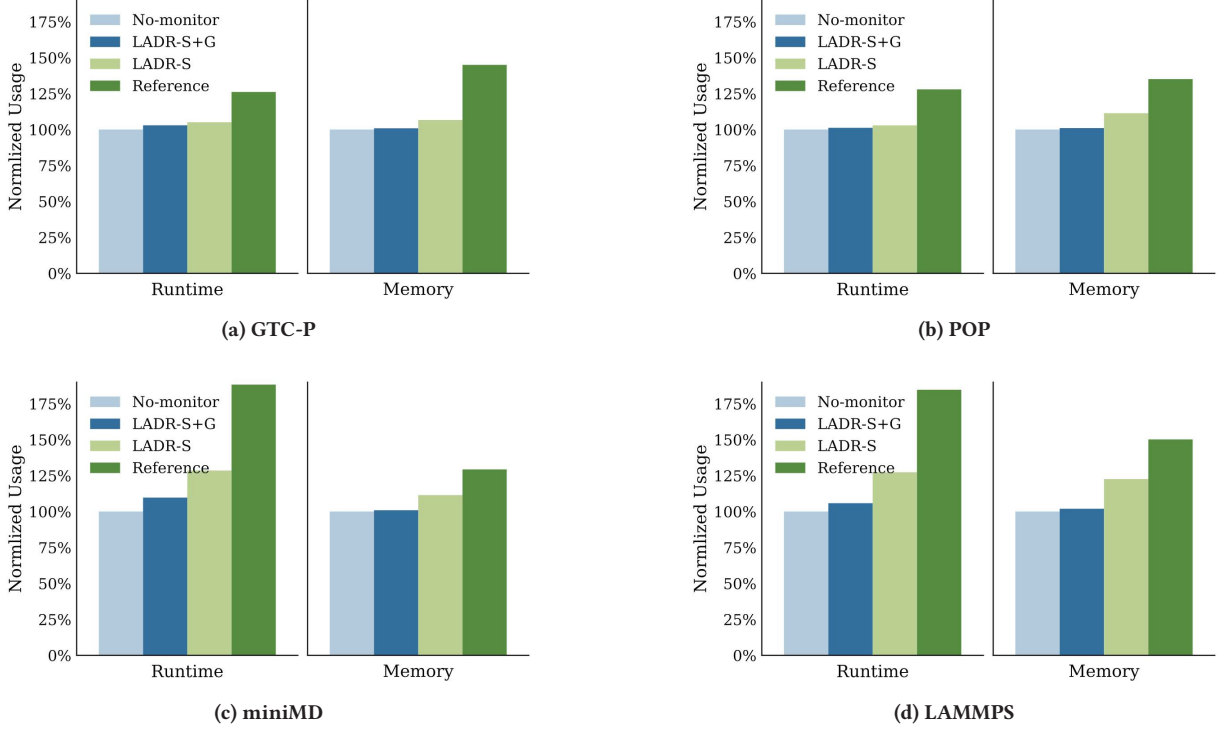 175%
150%
125%
100%
75%
50%
25%
0%
Normlized Usage
No-monitor
LADR-S+G
LADR-S
Reference
Runtime
Memory
(a) GTC-P
175%
150%
125%
100%
75%
50%
25%
0%
Normlized Usage
No-monitor
LADR-S+G
LADR-S
Reference
Runtime
Memory
(b) POP
175%
150%
125%
100%
75%
50%
25%
0%
Normlized Usage
No-monitor
LADR-S+G
LADR-S
Reference
Runtime
Memory
(c) miniMD
175%
150%
125%
100%
75%
50%
25%
0%
Normlized Usage
No-monitor
LADR-S+G
LADR-S
Reference
Runtime
Memory
(d) LAMMPS